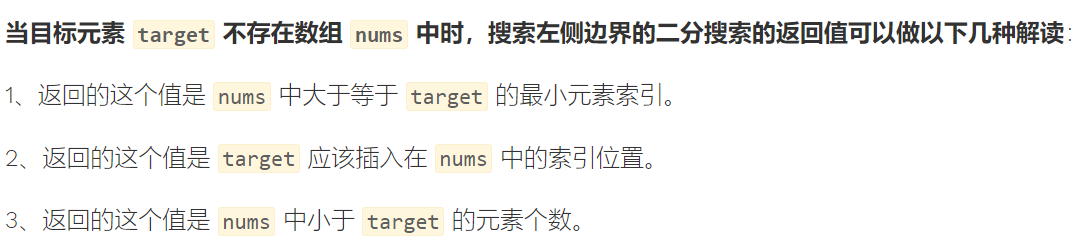 当目标元素 target 不存在数组 nums 中时，搜索左侧边界的二分搜索的返回值可以做以下几种解读：
1、返回的这个值是 nums 中大于等于 target 的最小元素索引。
2、返回的这个值是 target 应该插入在 nums 中的索引位置。
3、返回的这个值是 nums 中小于 target 的元素个数。